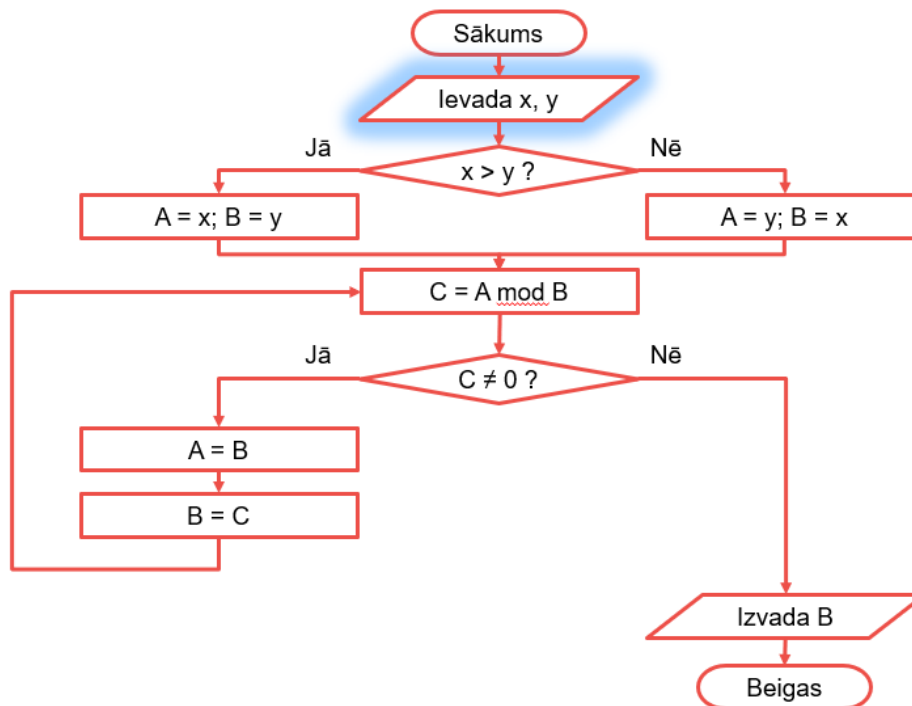 Sākums
Ievada x, y
Jā
Nē
x > y ?
A = x; B = y
A = y; B = x
C = A mod B
Jā
Nē
C ≠ 0 ?
A = B
B = C
Izvada B
Beigas